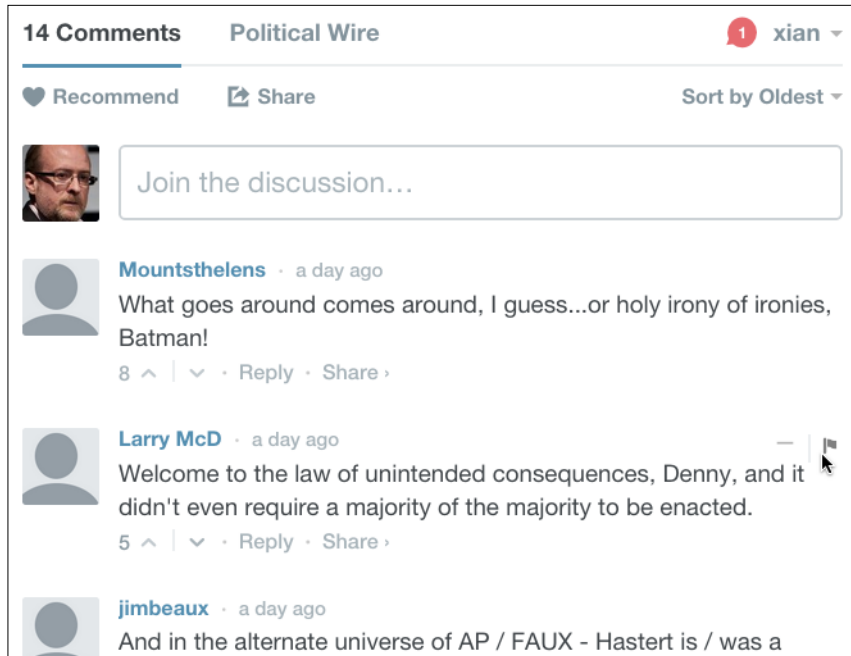 14 Comments Political Wire 1 xian
Recommend Share Sort by Oldest
Join the discussion...
Mountsthelens · a day ago
What goes around comes around, I guess...or holy irony of ironies,
Batman!
8 · Reply · Share ›
Larry McD · a day ago
Welcome to the law of unintended consequences, Denny, and it
didn't even require a majority of the majority to be enacted.
5 · Reply · Share ›
jimbeaux · a day ago
And in the alternate universe of AP / FAUX - Hastert is / was a